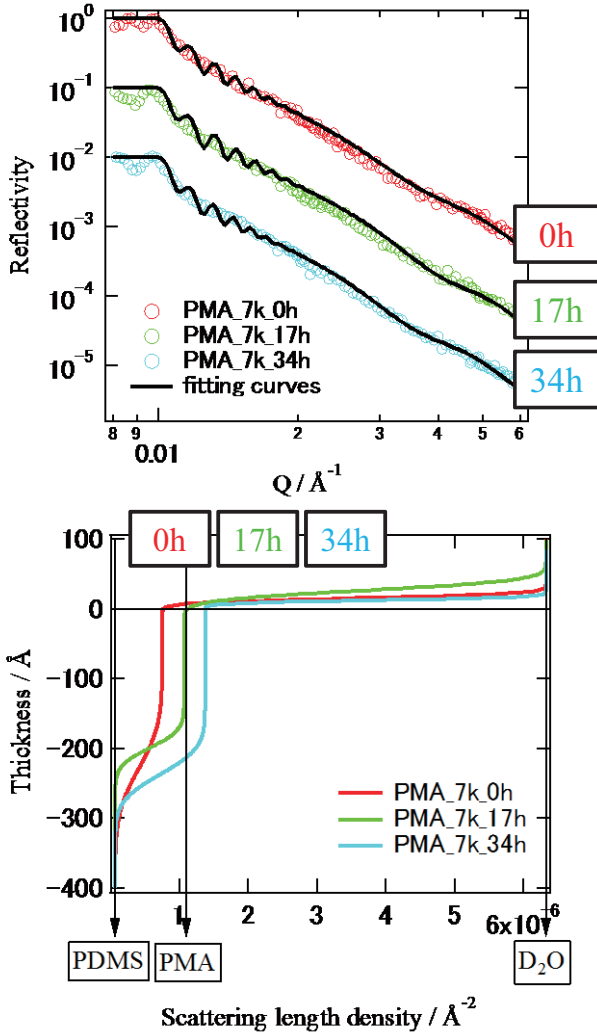 10⁰
10⁻¹
10⁻²
10⁻³
10⁻⁴
10⁻⁵
Reflectivity
PMA_7k_0h
PMA_7k_17h
PMA_7k_34h
fitting curves
0h
17h
34h
8 9 2 3 4 5 6
0.01
Q / Å⁻¹
0h 17h 34h
100
0
-100
-200
-300
-400
Thickness / Å
PMA_7k_0h
PMA_7k_17h
PMA_7k_34h
1 2 3 4 5 6x10⁻⁶
PDMS PMA D₂O
Scattering length density / Å⁻²